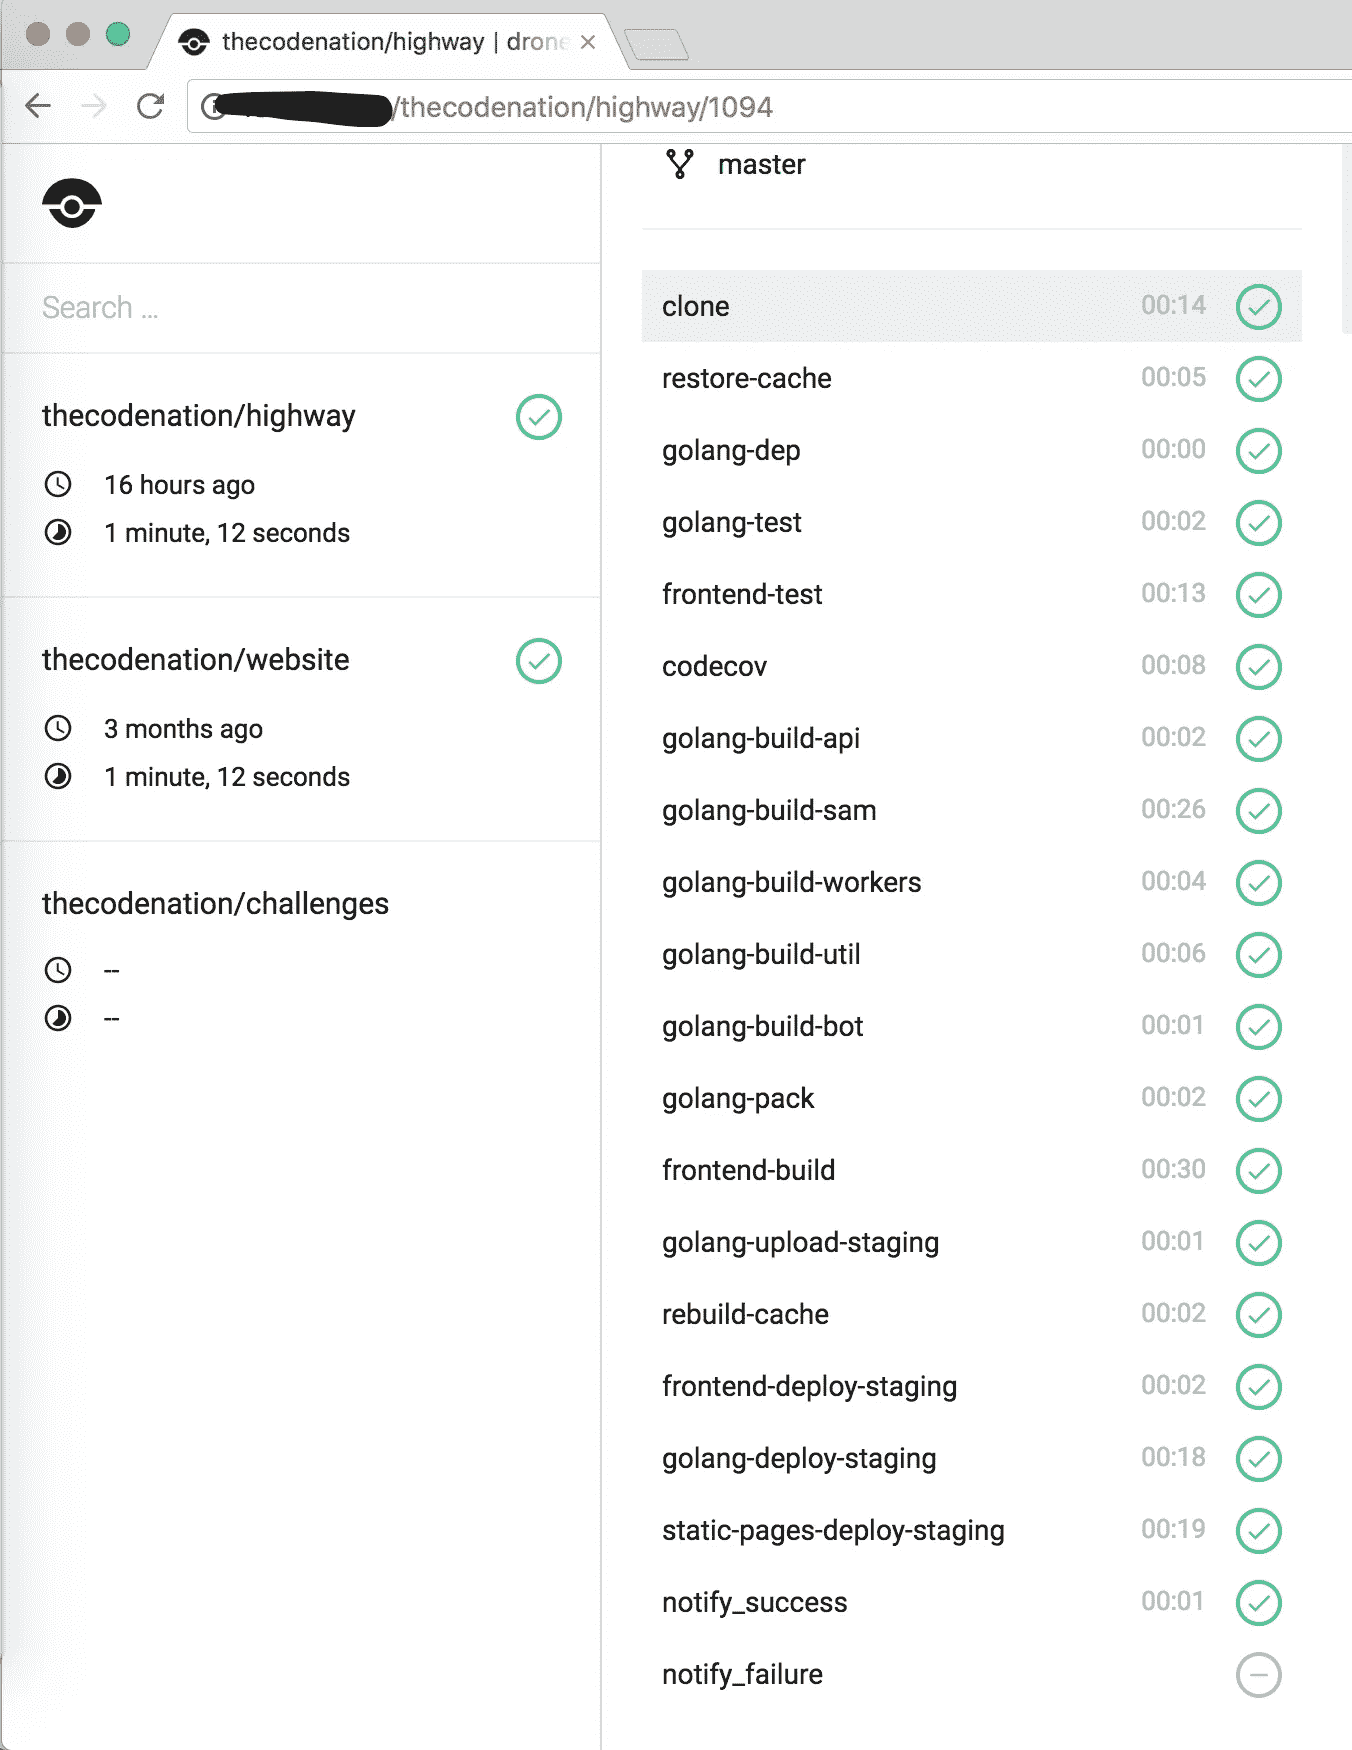 thecodenation/highway | drone
/thecodenation/highway/1094
Search ...
thecodenation/highway
16 hours ago
1 minute, 12 seconds
thecodenation/website
3 months ago
1 minute, 12 seconds
thecodenation/challenges
--
--
master
clone 00:14
restore-cache 00:05
golang-dep 00:00
golang-test 00:02
frontend-test 00:13
codecov 00:08
golang-build-api 00:02
golang-build-sam 00:26
golang-build-workers 00:04
golang-build-util 00:06
golang-build-bot 00:01
golang-pack 00:02
frontend-build 00:30
golang-upload-staging 00:01
rebuild-cache 00:02
frontend-deploy-staging 00:02
golang-deploy-staging 00:18
static-pages-deploy-staging 00:19
notify_success 00:01
notify_failure